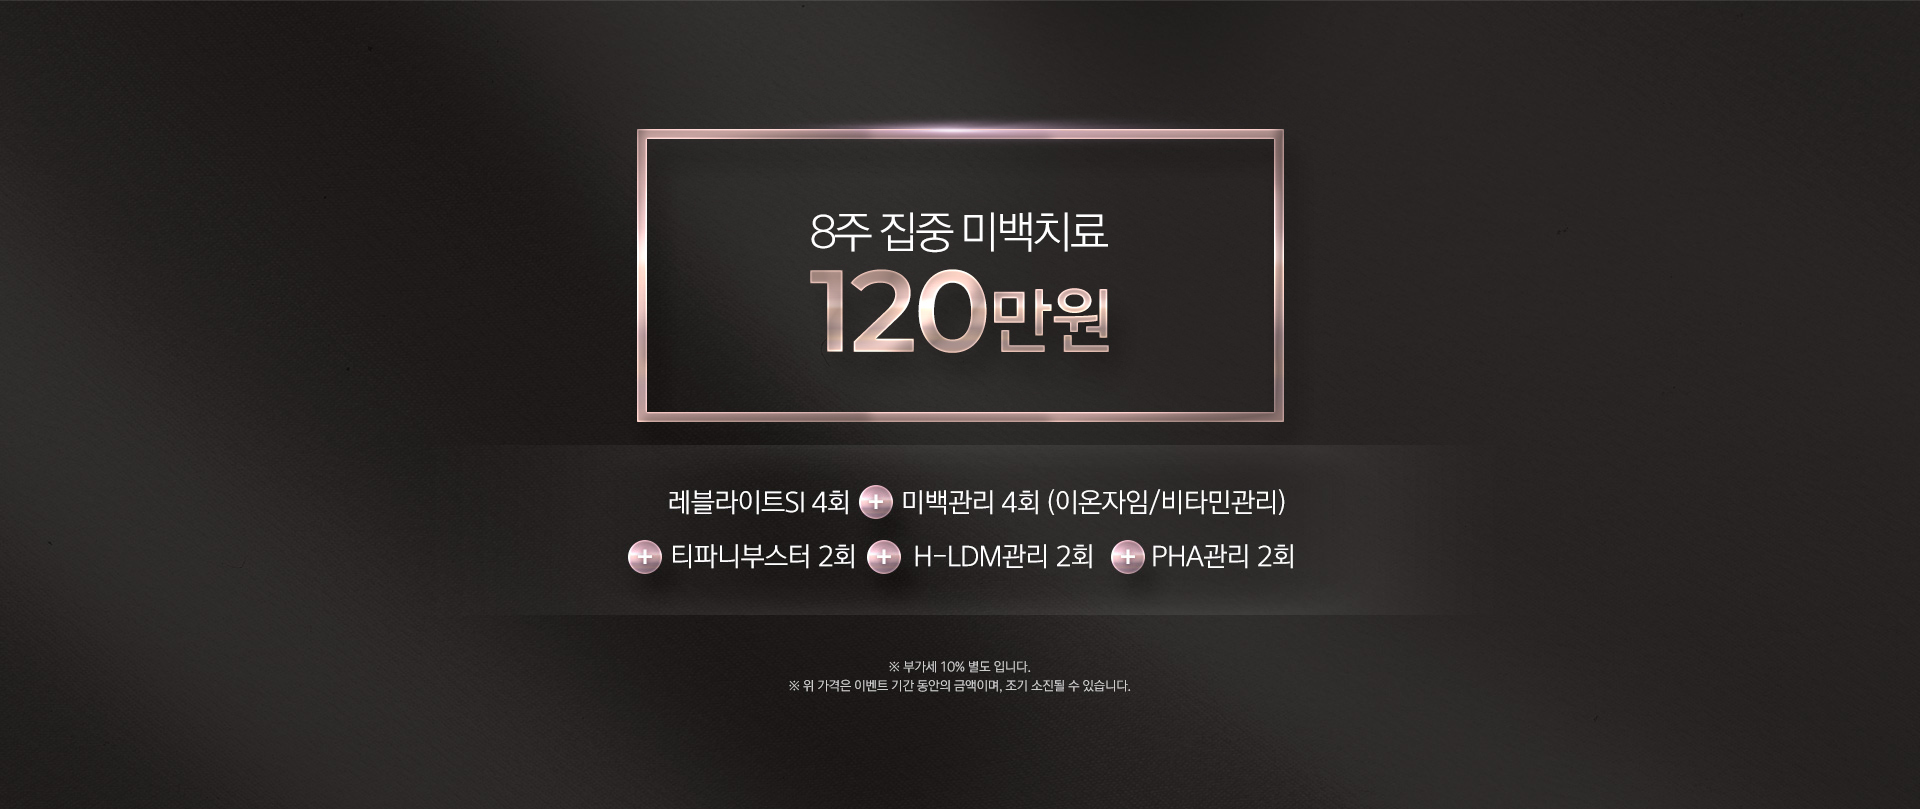 8주 집중 미백치료
120만원
레블라이트SI 4회 + 미백관리 4회 (이온자임/비타민관리)
+ 티파니부스터 2회 + H-LDM관리 2회 + PHA관리 2회
※ 부가세 10% 별도 입니다.
※ 위 가격은 이벤트 기간 동안의 금액이며, 조기 소진될 수 있습니다.